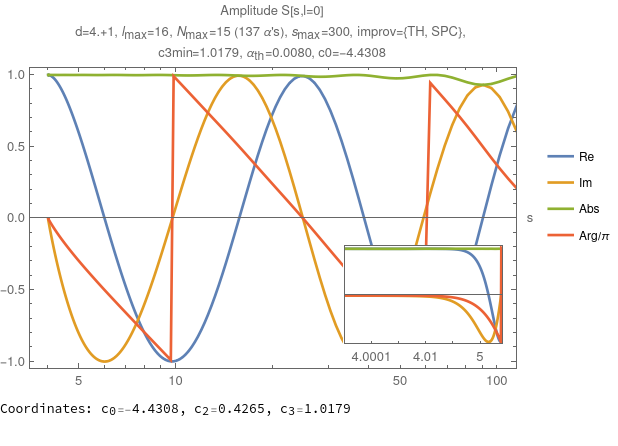 Amplitude S[s,l=0]
d=4.+1, lmax=16, Nmax=15 (137 α's), smax=300, improv={TH, SPC},
c3min=1.0179, αth=0.0080, c0=-4.4308
1.0
0.5
0.0
-0.5
-1.0
5
10
50
100
s
4.0001
4.01
5
Re
Im
Abs
Arg/π
Coordinates: c0=-4.4308, c2=0.4265, c3=1.0179